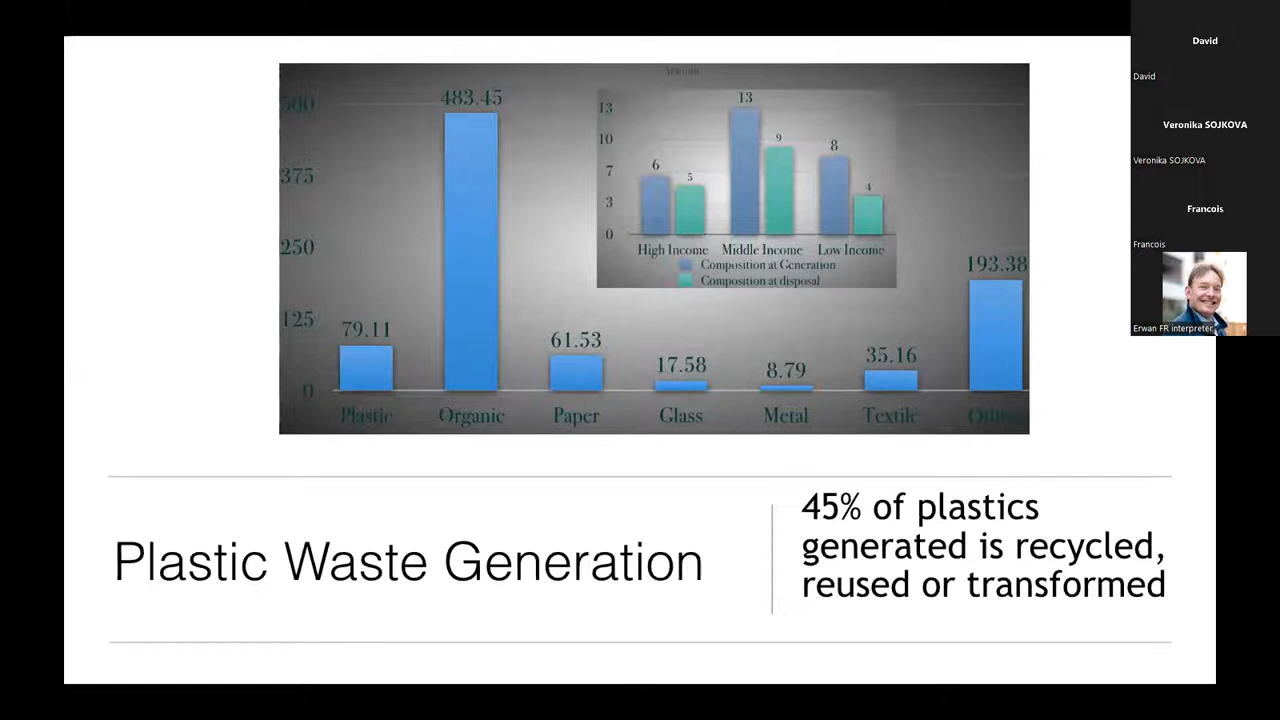 500
375
250
125
0
79.11
483.45
61.53
17.58
8.79
35.16
193.38
Plastic
Organic
Paper
Glass
Metal
Textile
13
10
7
3
0
6
5
13
9
8
4
High Income
Middle Income
Low Income
Composition at Generation
Composition at disposal
Plastic Waste Generation
45% of plastics
generated is recycled,
reused or transformed
David
David
Veronika SOJKOVA
Veronika SOJKOVA
Francois
Francois
Erwan FR interpreter